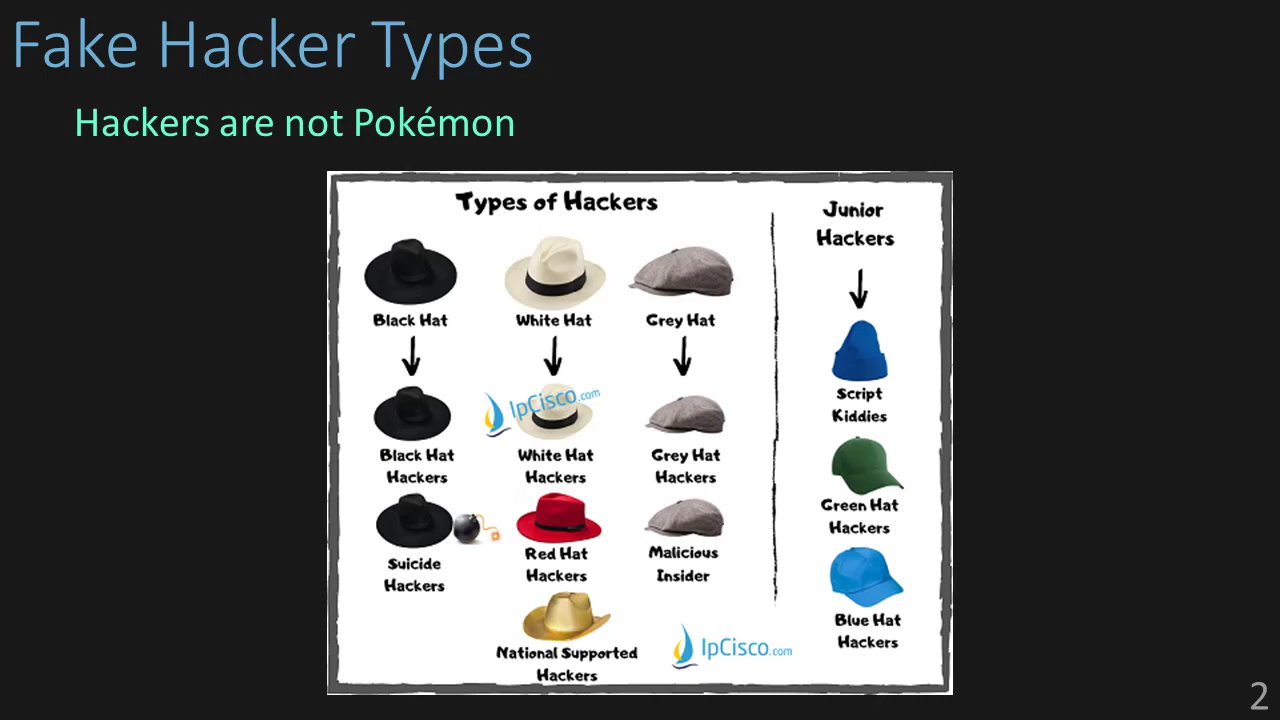 Fake Hacker Types
Hackers are not Pokémon
Types of Hackers
Black Hat
White Hat
Grey Hat
IpCisco.com
Black Hat
Hackers
White Hat
Hackers
Grey Hat
Hackers
Suicide
Hackers
Red Hat
Hackers
Malicious
Insider
National Supported
Hackers
IpCisco.com
Junior
Hackers
Script
Kiddies
Green Hat
Hackers
Blue Hat
Hackers
2